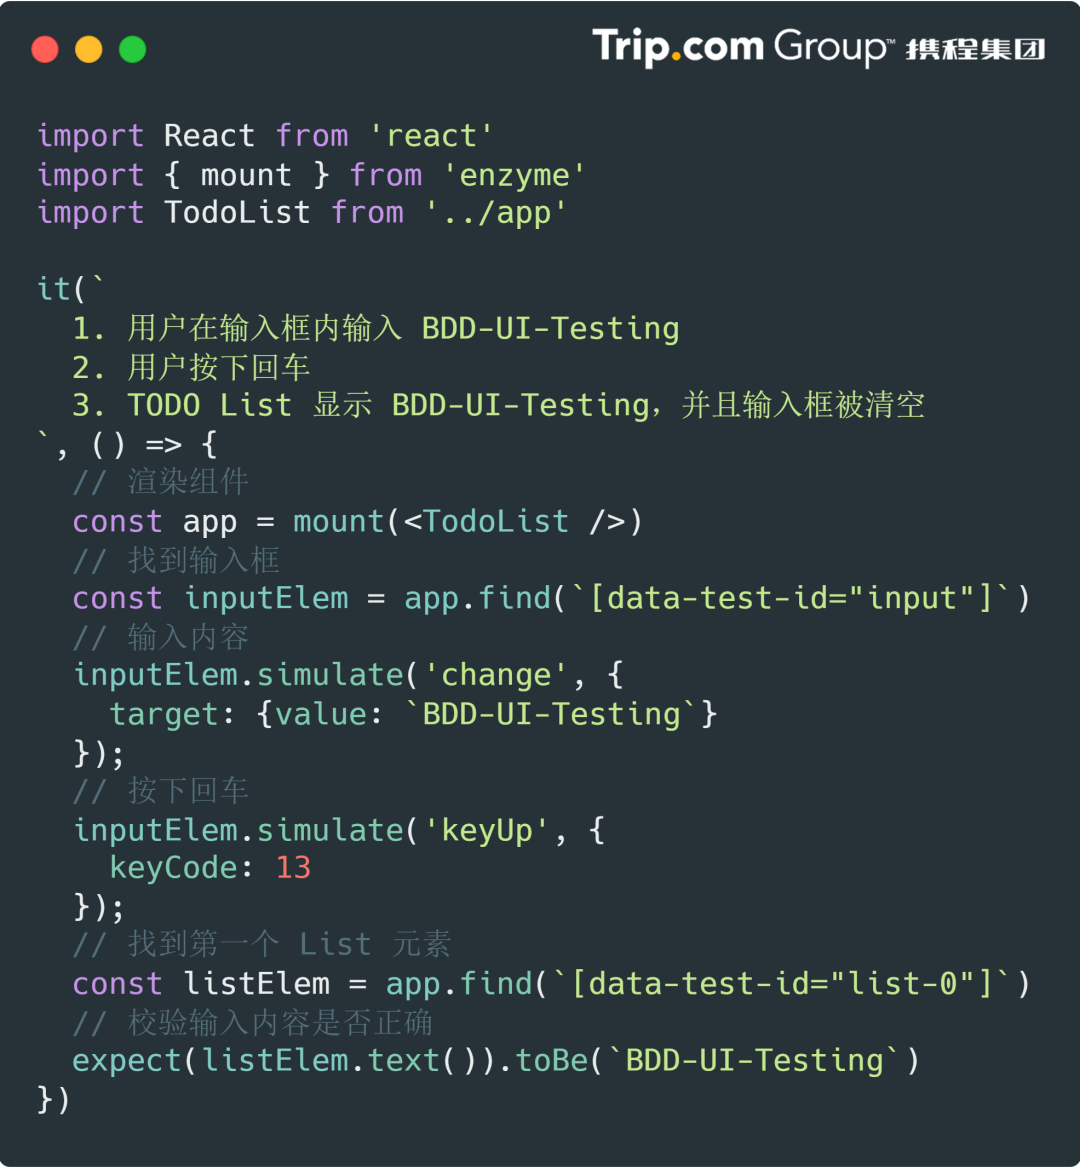 Trip.com Group™ 携程集团
import React from 'react'
import { mount } from 'enzyme'
import TodoList from '../app'
it(`
1. 用户在输入框内输入 BDD-UI-Testing
2. 用户按下回车
3. TODO List 显示 BDD-UI-Testing，并且输入框被清空
`, () => {
// 渲染组件
const app = mount(<TodoList />)
// 找到输入框
const inputElem = app.find(`[data-test-id="input"]`)
// 输入内容
inputElem.simulate('change', {
target: {value: `BDD-UI-Testing`}
});
// 按下回车
inputElem.simulate('keyUp', {
keyCode: 13
});
// 找到第一个 List 元素
const listElem = app.find(`[data-test-id="list-0"]`)
// 校验输入内容是否正确
expect(listElem.text()).toBe(`BDD-UI-Testing`)
})